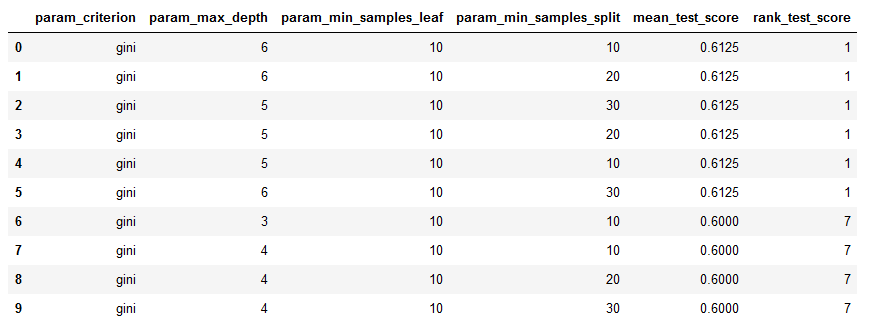 param_criterion param_max_depth param_min_samples_leaf param_min_samples_split mean_test_score rank_test_score
0 gini 6 10 10 0.6125 1
1 gini 6 10 20 0.6125 1
2 gini 5 10 30 0.6125 1
3 gini 5 10 20 0.6125 1
4 gini 5 10 10 0.6125 1
5 gini 6 10 30 0.6125 1
6 gini 3 10 10 0.6000 7
7 gini 4 10 10 0.6000 7
8 gini 4 10 20 0.6000 7
9 gini 4 10 30 0.6000 7